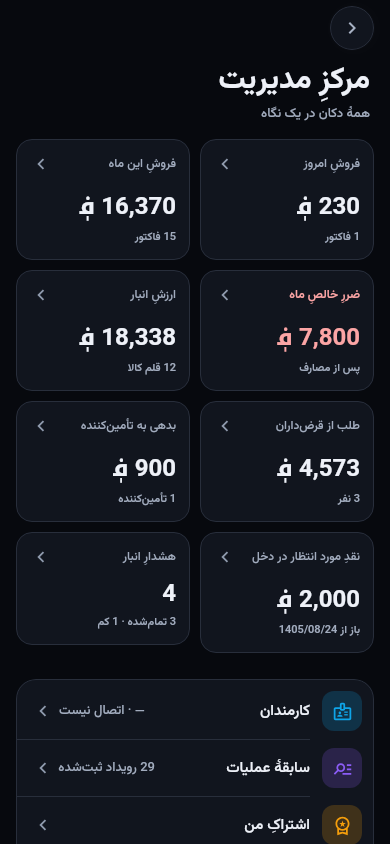 مرکزِ مدیریت
همهٔ دکان در یک نگاه
فروشِ امروز
230 ؋
1 فاکتور
فروشِ این ماه
16,370 ؋
15 فاکتور
ضررِ خالصِ ماه
7,800 ؋
پس از مصارف
ارزشِ انبار
18,338 ؋
12 قلم کالا
طلب از قرض‌داران
4,573 ؋
3 نفر
بدهی به تأمین‌کننده
900 ؋
1 تأمین‌کننده
نقدِ مورد انتظار در دخل
2,000 ؋
باز از 1405/08/24
هشدارِ انبار
4
3 تمام‌شده · 1 کم
کارمندان
— · اتصال نیست
سابقهٔ عملیات
29 رویداد ثبت‌شده
اشتراکِ من